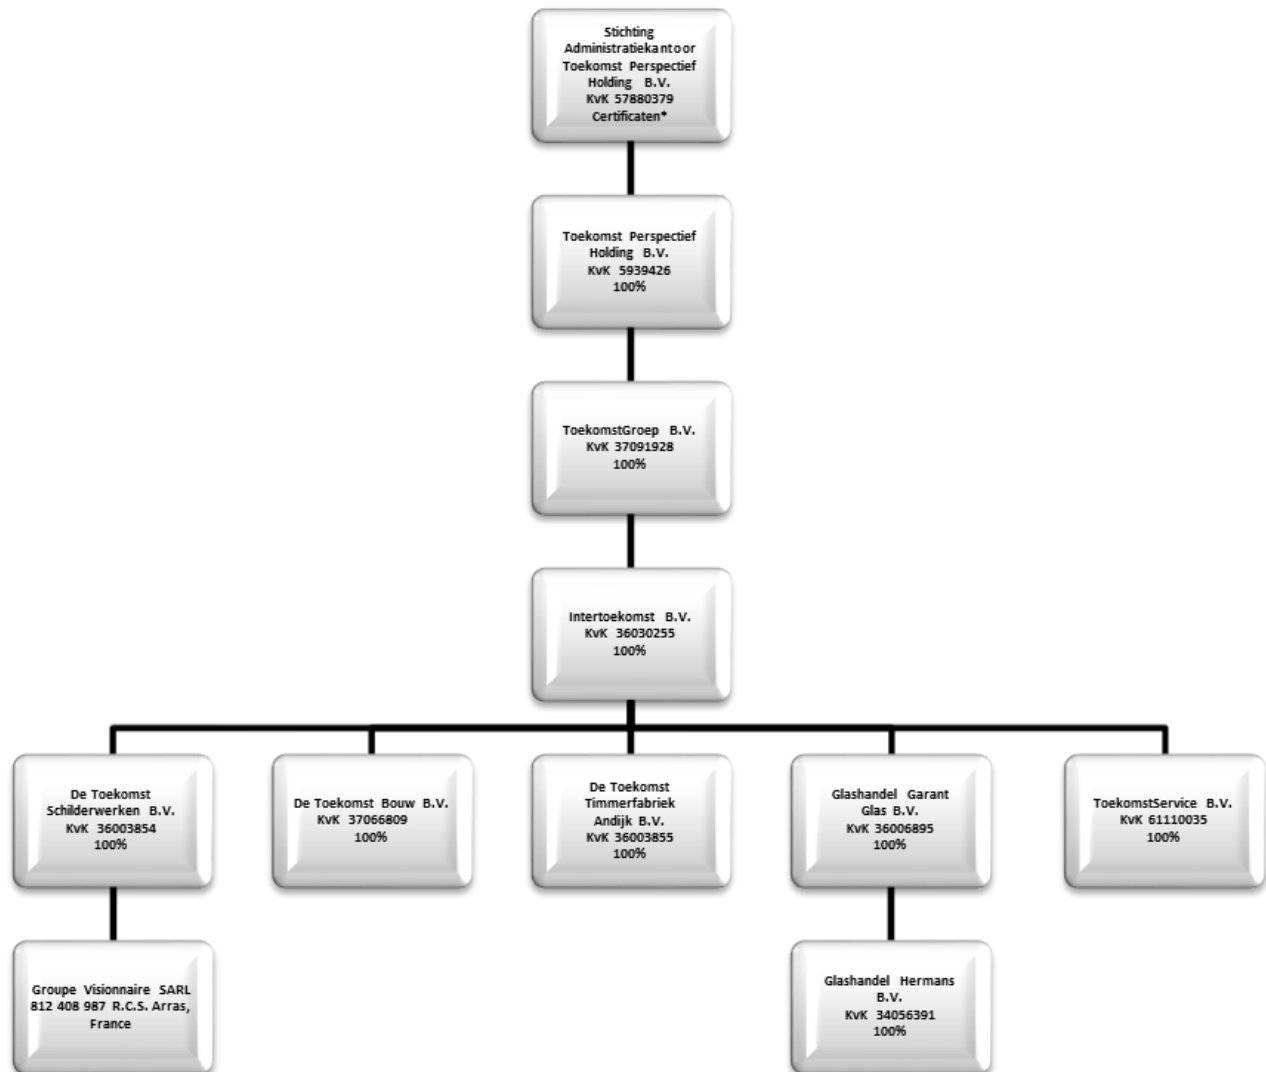 Stichting
Administratiekantoor
Toekomst Perspectief
Holding B.V.
KvK 57880379
Certificaten*
Toekomst Perspectief
Holding B.V.
KvK 5939426
100%
ToekomstGroep B.V.
KvK 37091928
100%
Intertoekomst B.V.
KvK 36030255
100%
De Toekomst
Schilderwerken B.V.
KvK 36003854
100%
De Toekomst Bouw B.V.
KvK 37066809
100%
De Toekomst
Timmerfabriek
Andijk B.V.
KvK 36003855
100%
Glashandel Garant
Glas B.V.
KvK 36006895
100%
ToekomstService B.V.
KvK 61110035
100%
Groupe Visionnaire SARL
812 408 987 R.C.S. Arras,
France
Glashandel Hermans
B.V.
KvK 34056391
100%